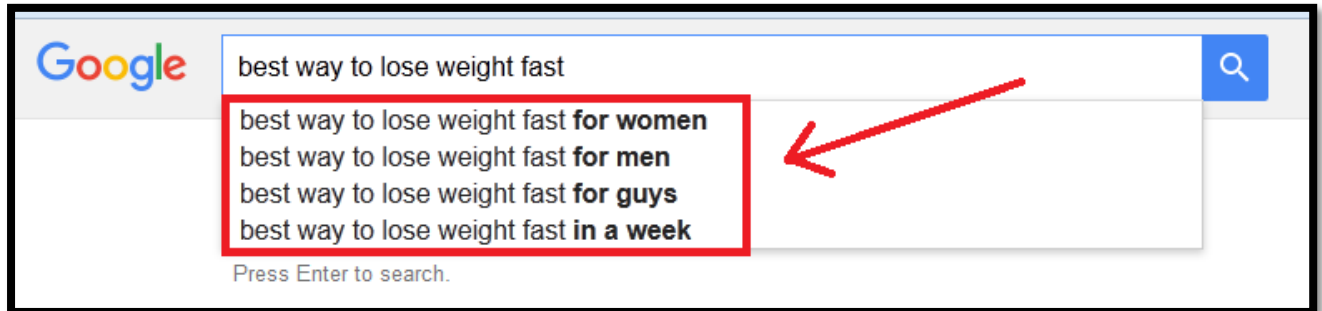 Google
best way to lose weight fast
best way to lose weight fast for women
best way to lose weight fast for men
best way to lose weight fast for guys
best way to lose weight fast in a week
Press Enter to search.